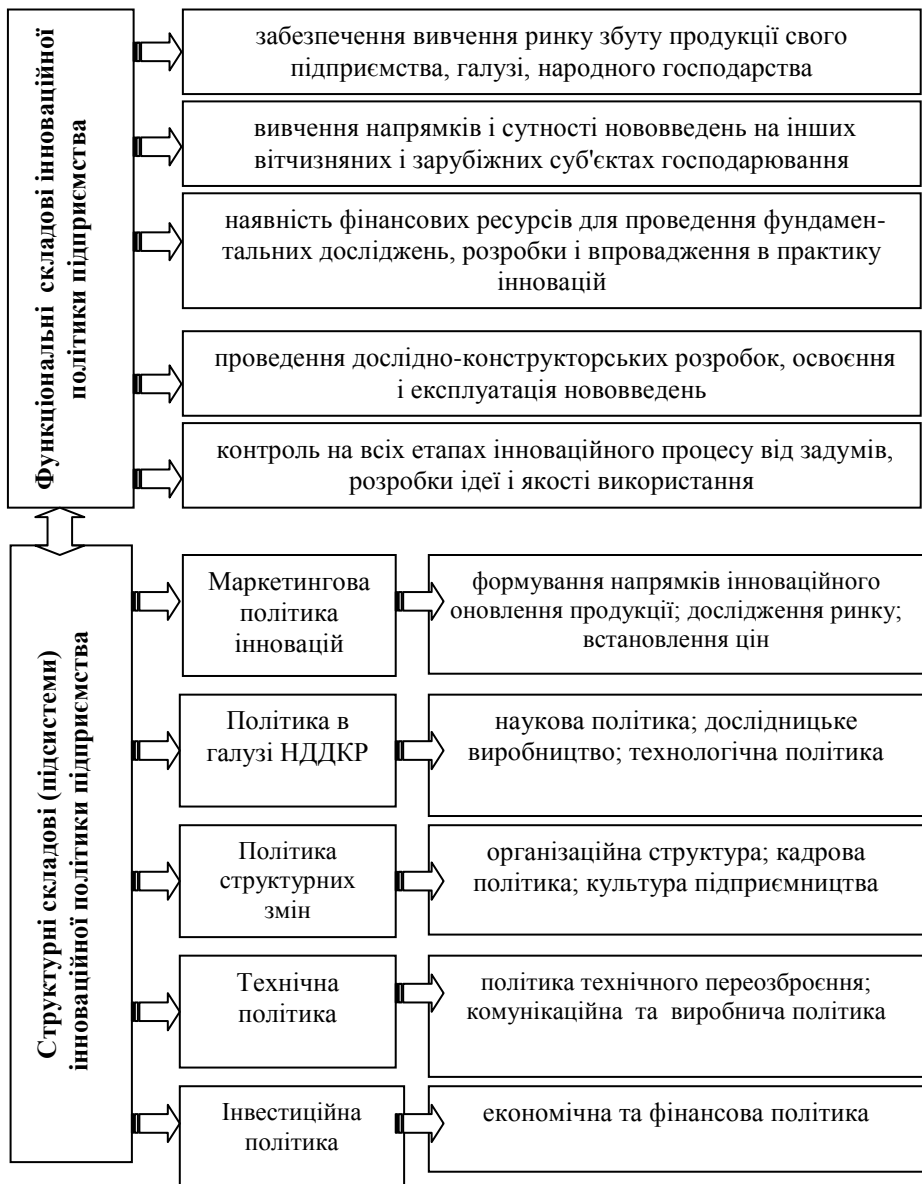 Функціональні складові інноваційної
політики підприємства
забезпечення вивчення ринку збуту продукції свого
підприємства, галузі, народного господарства
вивчення напрямків і сутності нововведень на інших
вітчизняних і зарубіжних суб'єктах господарювання
наявність фінансових ресурсів для проведення фундамен-
тальних досліджень, розробки і впровадження в практику
інновацій
проведення дослідно-конструкторських розробок, освоєння
і експлуатація нововведень
контроль на всіх етапах інноваційного процесу від задумів,
розробки ідеї і якості використання
Структурні складові (підсистеми)
інноваційної політики підприємства
Маркетингова
політика
інновацій
формування напрямків інноваційного
оновлення продукції; дослідження ринку;
встановлення цін
Політика в
галузі НДДКР
наукова політика; дослідницьке
виробництво; технологічна політика
Політика
структурних
змін
організаційна структура; кадрова
політика; культура підприємництва
Технічна
політика
політика технічного переозброєння;
комунікаційна та виробнича політика
Інвестиційна
політика
економічна та фінансова політика